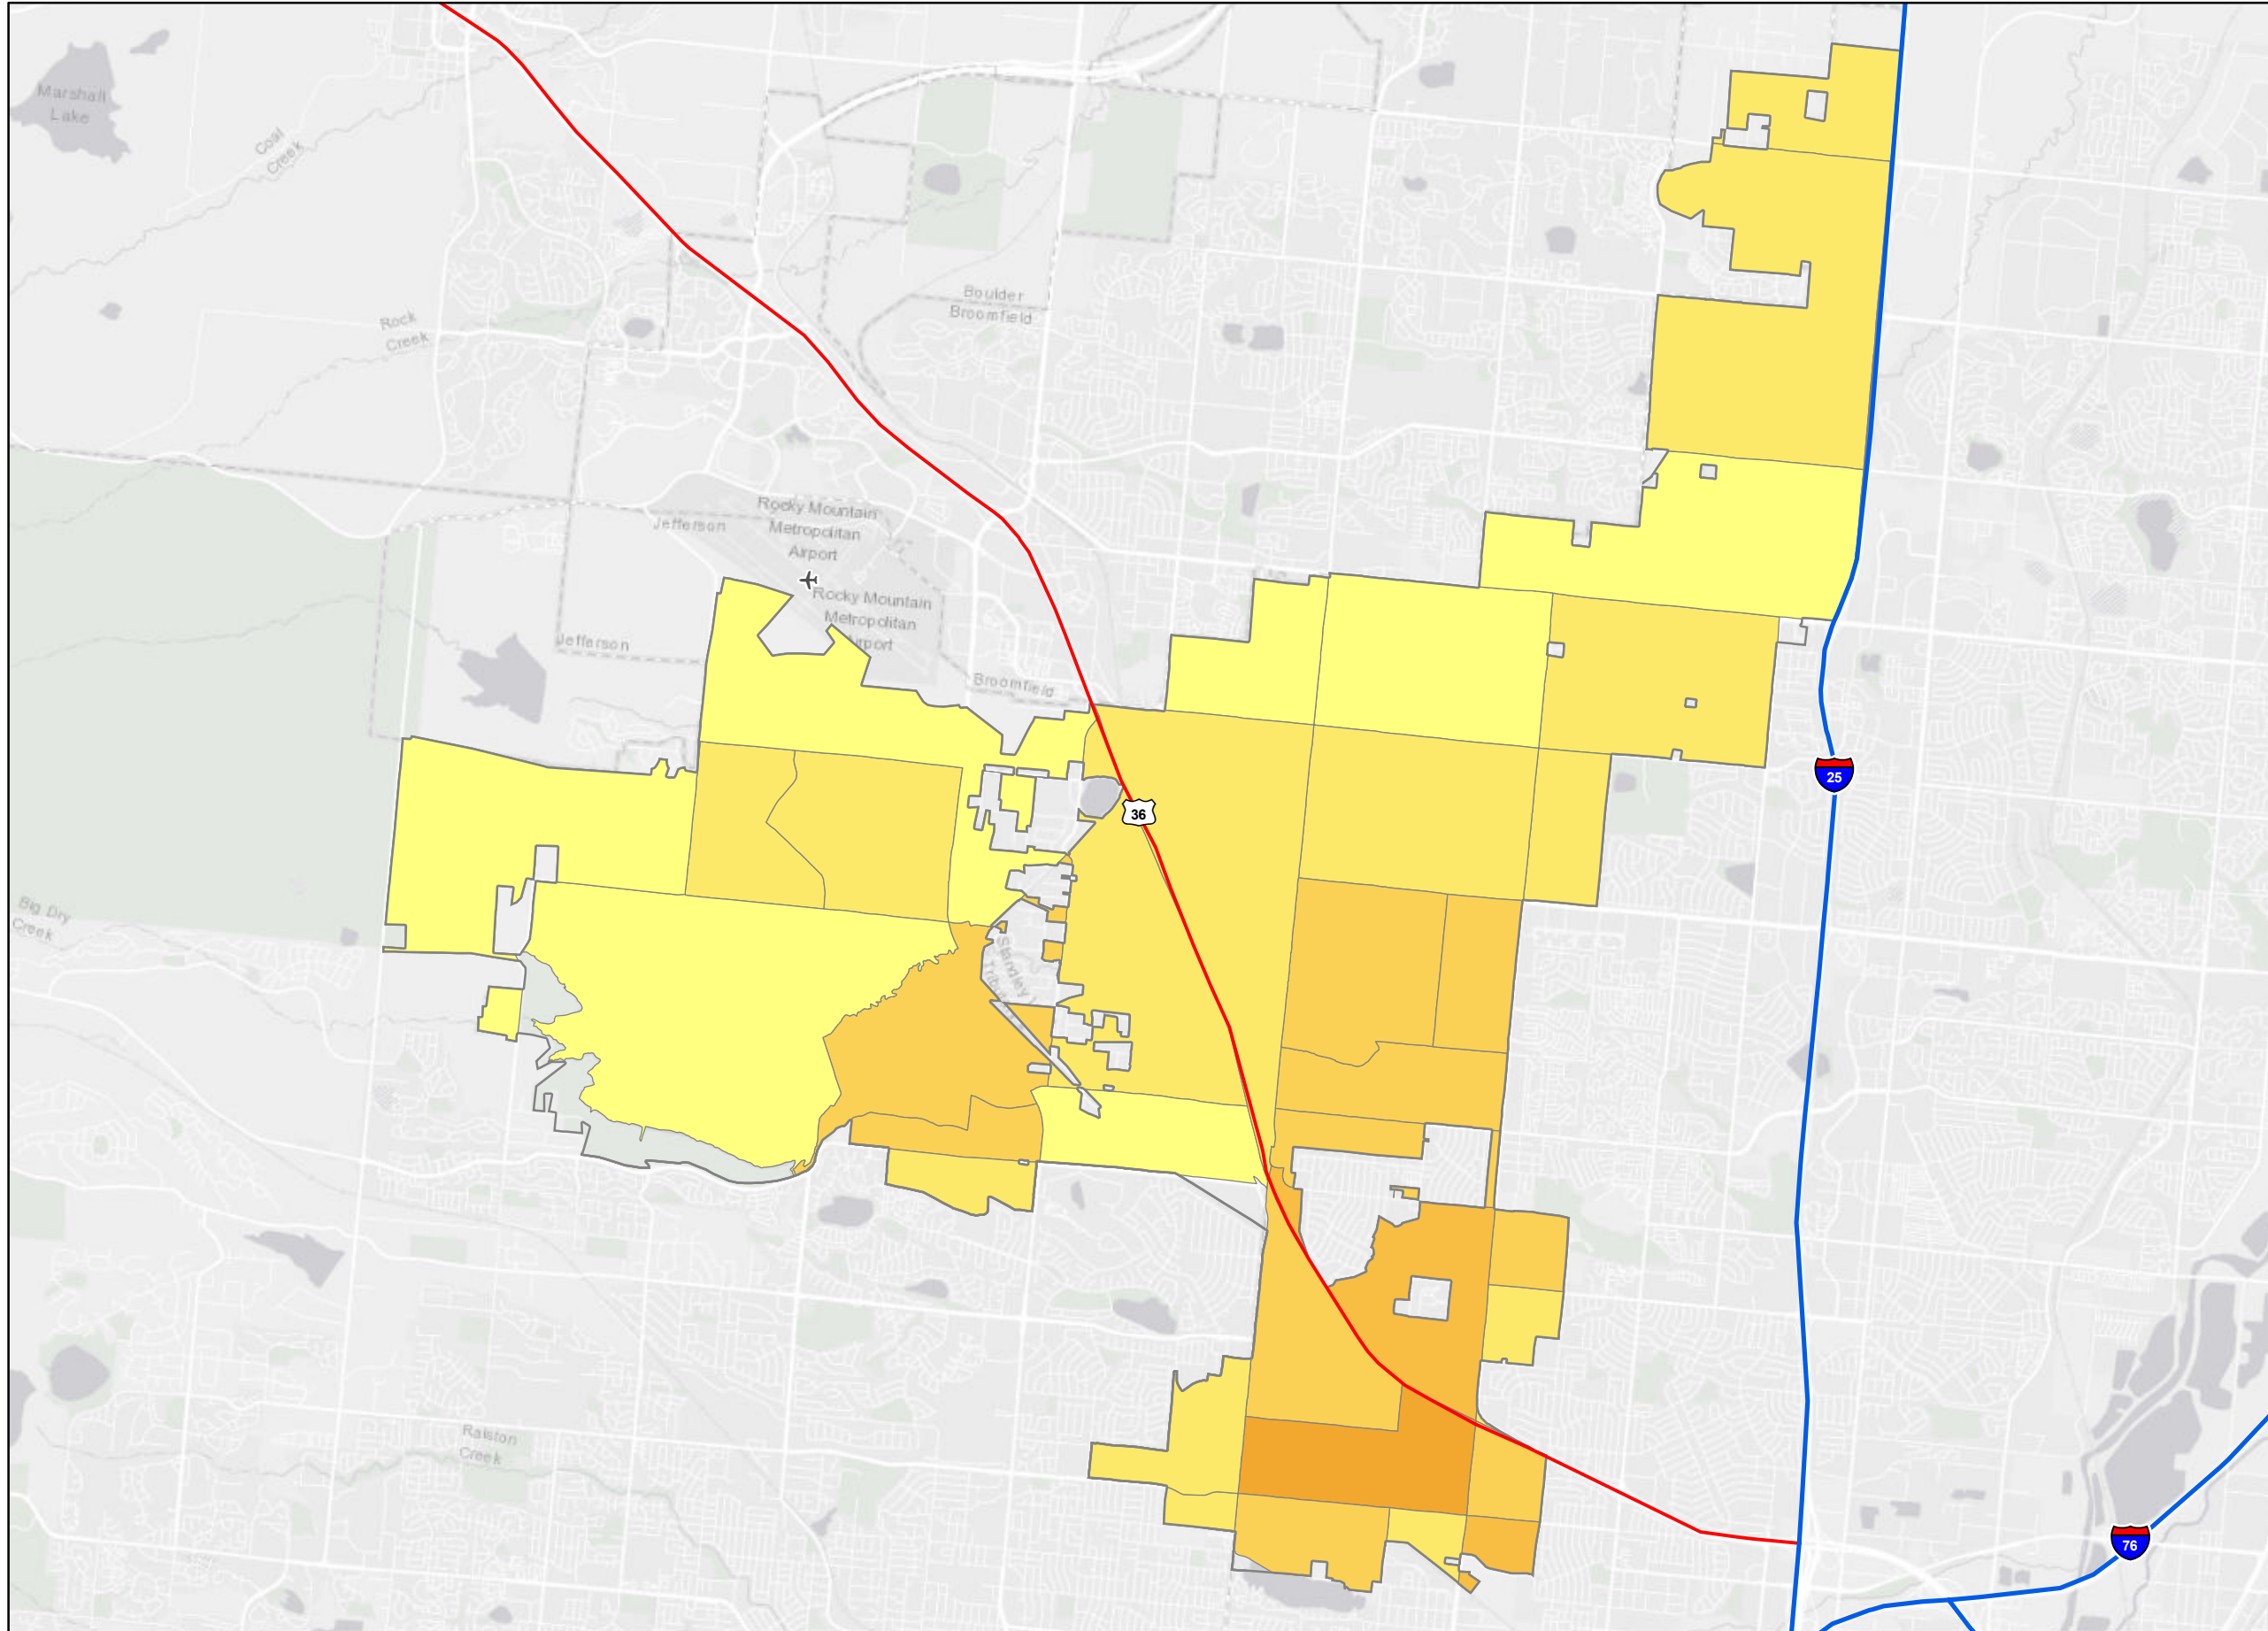 Marshall
Lake
Coal
Creek
Boulder
Broomfield
Rock
Creek
Rocky Mountain
Metropolitan
Airport
Jefferson
Rocky Mountain
Metropolitan
Airport
Jefferson
Broomfield
25
36
Big Dry
Creek
Standley
Ralston
Creek
76